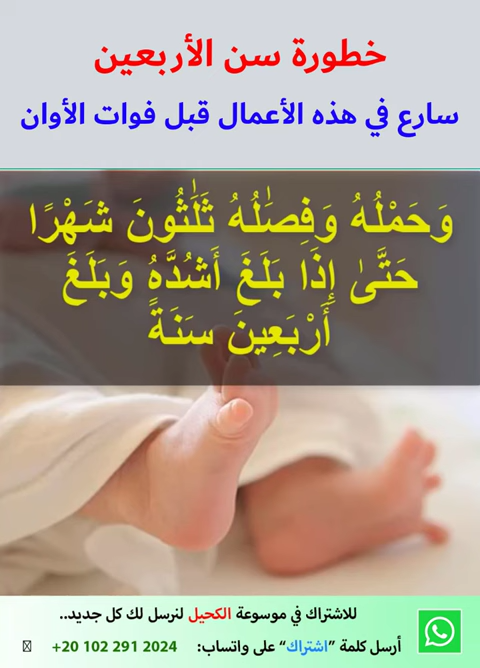 خطورة سن الأربعين
سارع في هذه الأعمال قبل فوات الأوان
وَحَمْلُهُ وَفِصَٰلُهُ ثَلَٰثُونَ شَهْرًا
حَتَّىٰ إِذَا بَلَغَ أَشُدَّهُ وَبَلَغَ
أَرْبَعِينَ سَنَةً
للاشتراك في موسوعة الكحيل لنرسل لك كل جديد..
أرسل كلمة "اشتراك" على واتساب: +20 102 291 2024